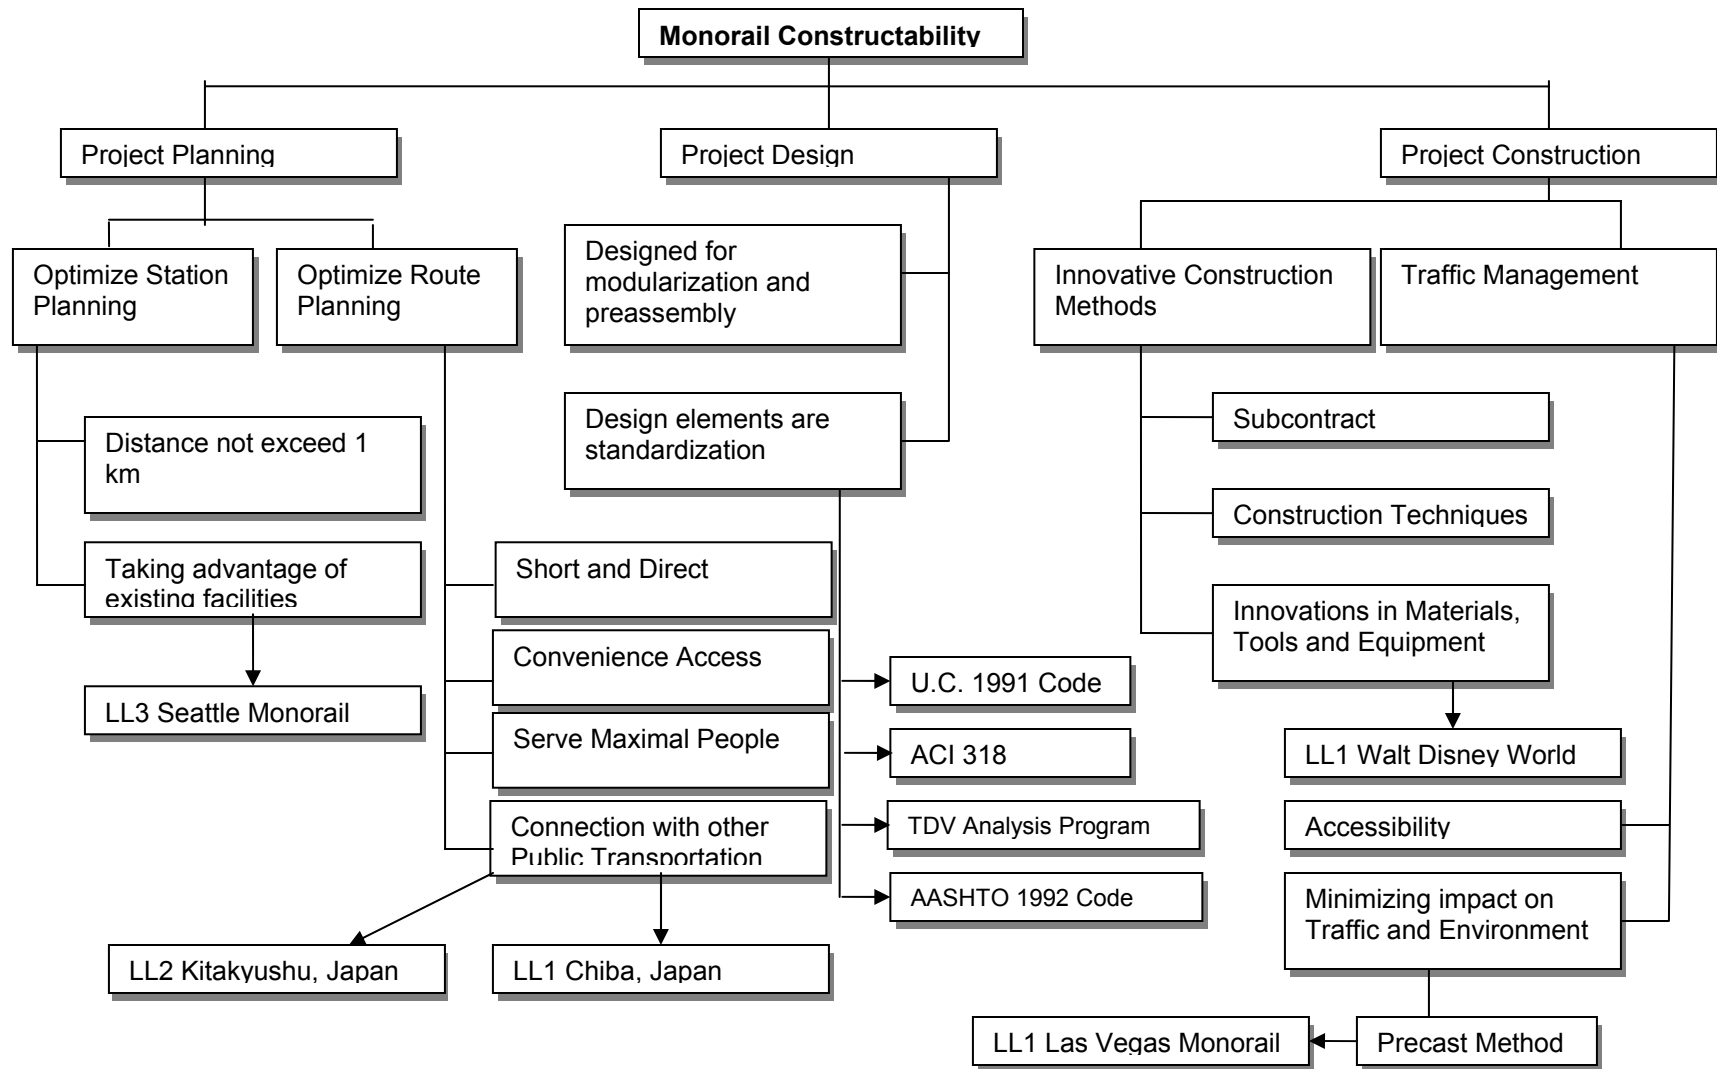 Monorail Constructability
Project Planning
Project Design
Project Construction
Optimize Station
Planning
Optimize Route
Planning
Designed for
modularization and
preassembly
Innovative Construction
Methods
Traffic Management
Distance not exceed 1
km
Design elements are
standardization
Subcontract
Construction Techniques
Taking advantage of
existing facilities
Short and Direct
Innovations in Materials,
Tools and Equipment
Convenience Access
U.C. 1991 Code
LL3 Seattle Monorail
Serve Maximal People
ACI 318
LL1 Walt Disney World
Connection with other
Public Transportation
TDV Analysis Program
Accessibility
AASHTO 1992 Code
Minimizing impact on
Traffic and Environment
LL2 Kitakyushu, Japan
LL1 Chiba, Japan
LL1 Las Vegas Monorail
Precast Method